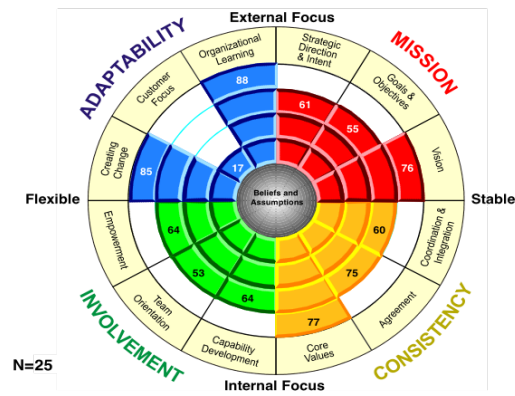 External Focus
ADAPTABILITY
MISSION
Organizational
Learning
Strategic
Direction
& Intent
Customer
Focus
Goals &
Objectives
Creating
Change
Vision
88
61
55
85
17
76
Flexible
Beliefs and
Assumptions
Stable
Empowerment
64
60
Coordination &
Integration
53
75
64
77
Team
Orientation
Agreement
Capability
Development
Core
Values
INVOLVEMENT
CONSISTENCY
N=25
Internal Focus